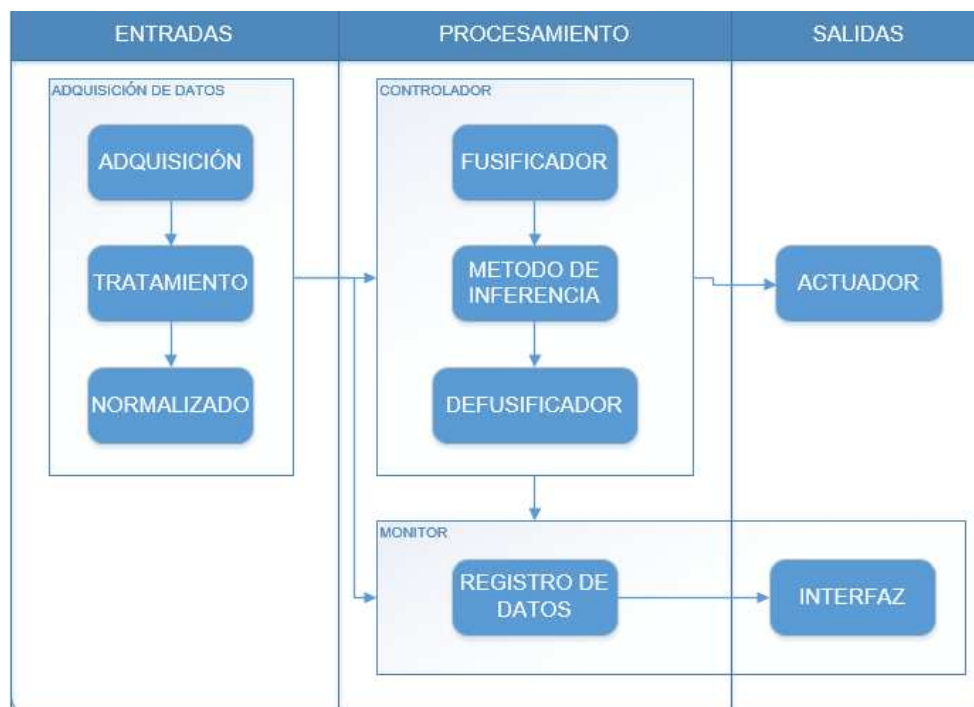 ENTRADAS
PROCESAMIENTO
SALIDAS
ADQUISICIÓN DE DATOS
ADQUISICIÓN
TRATAMIENTO
NORMALIZADO
CONTROLADOR
FUSIFICADOR
METODO DE
INFERENCIA
DEFUSIFICADOR
ACTUADOR
MONITOR
REGISTRO DE
DATOS
INTERFAZ